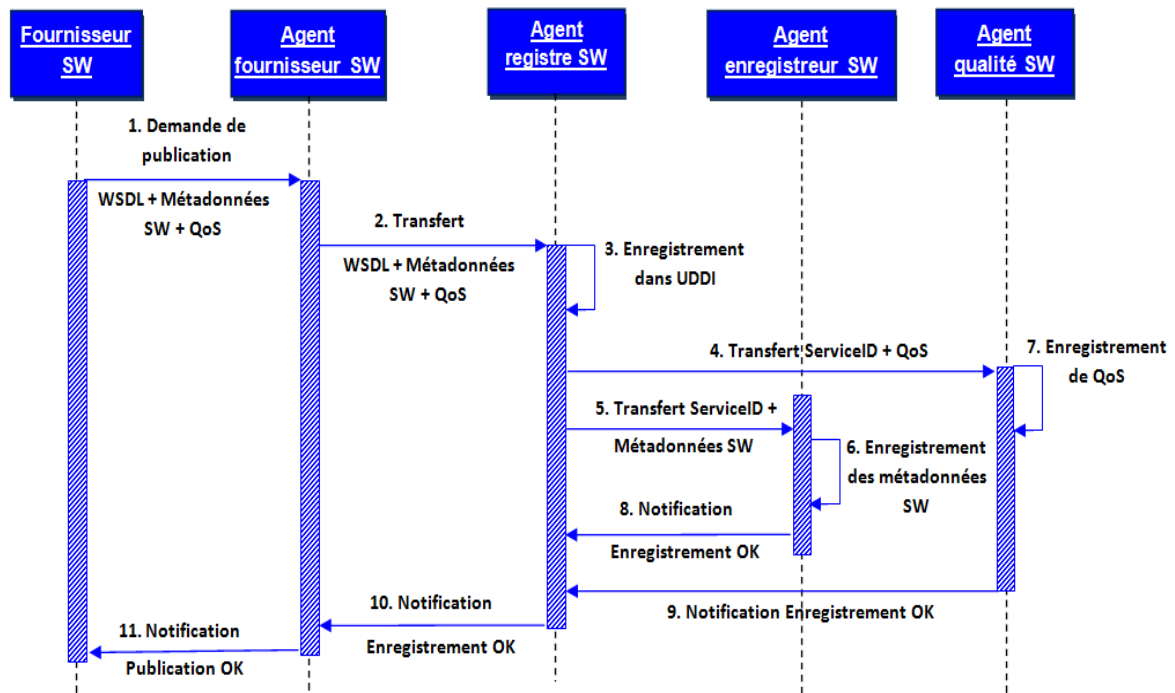 Fournisseur
SW
Agent
fournisseur SW
Agent
registre SW
Agent
enregistreur SW
Agent
qualité SW
1. Demande de
publication
WSDL + Métadonnées
SW + QoS
2. Transfert
WSDL + Métadonnées
SW + QoS
3. Enregistrement
dans UDDI
4. Transfert ServiceID + QoS
7. Enregistrement
de QoS
5. Transfert ServiceID +
Métadonnées SW
6. Enregistrement
des métadonnées
SW
8. Notification
Enregistrement OK
9. Notification Enregistrement OK
10. Notification
Enregistrement OK
11. Notification
Publication OK